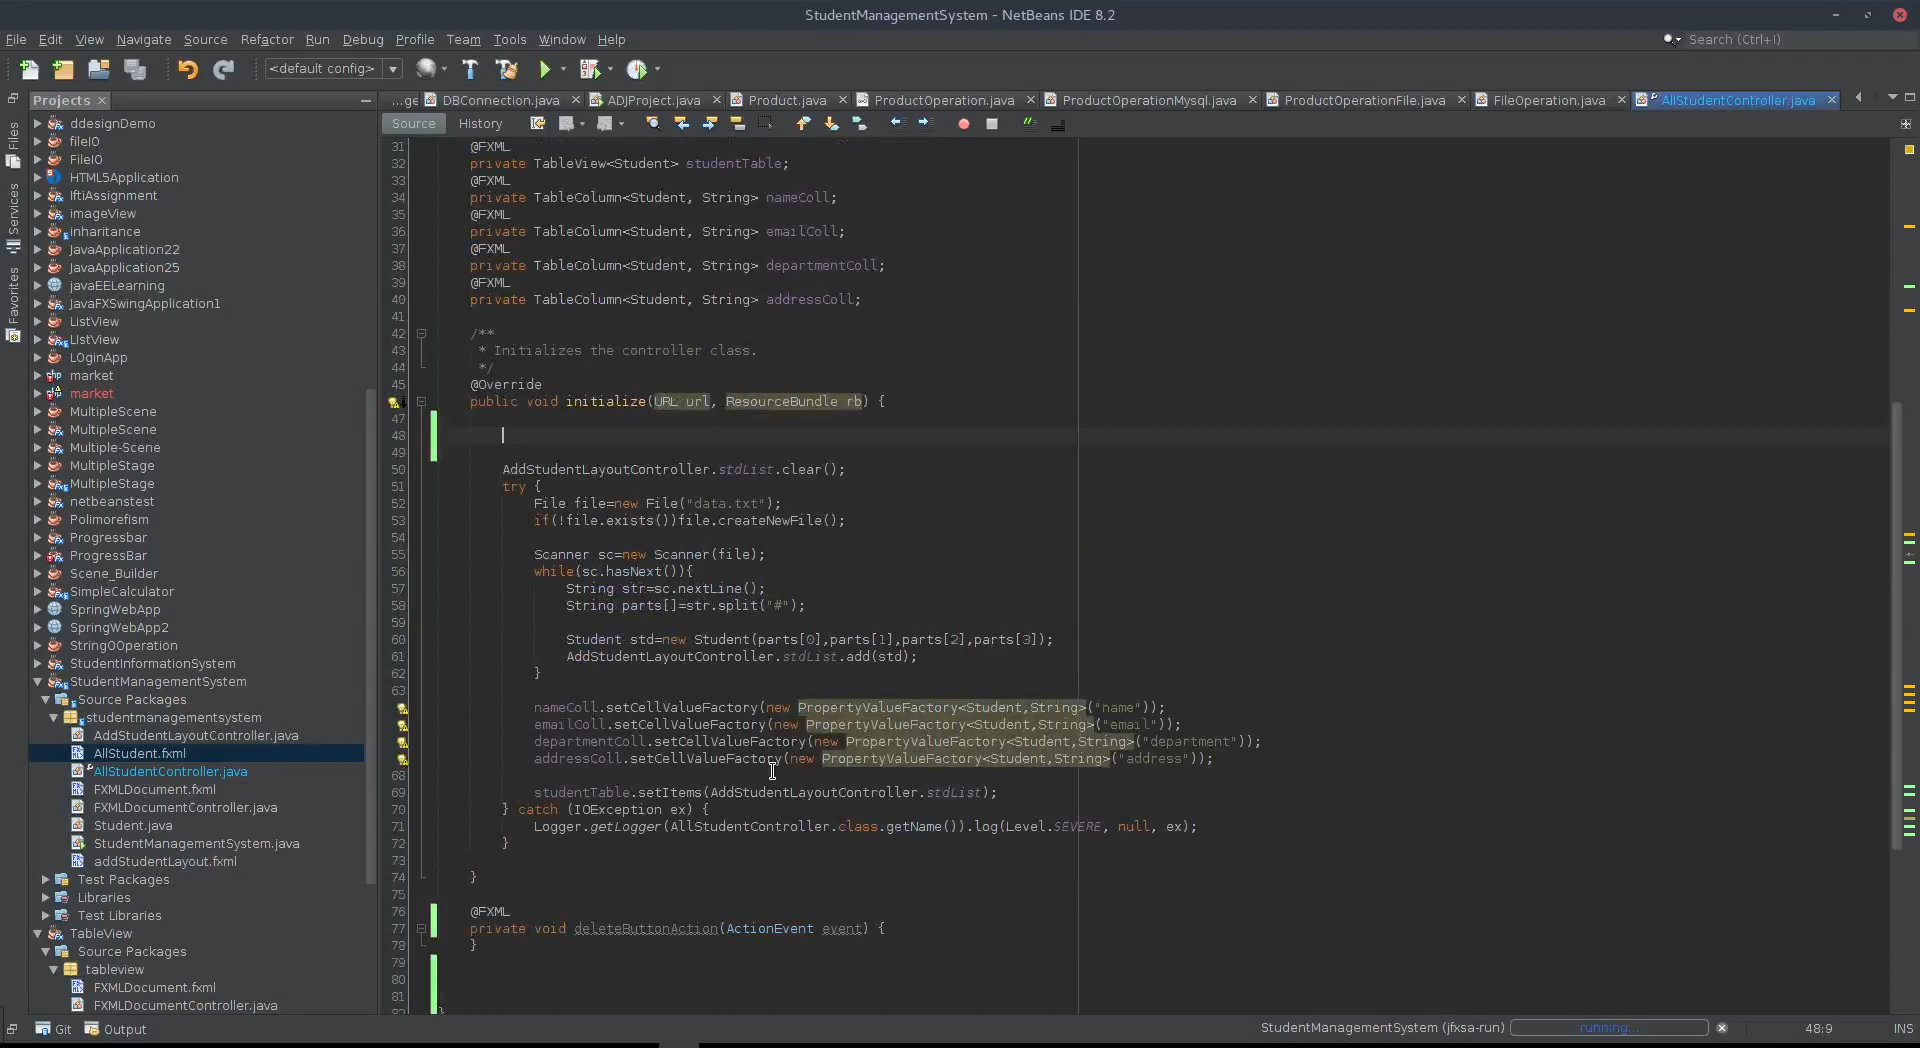 StudentManagementSystem - NetBeans IDE 8.2
File Edit View Navigate Source Refactor Run Debug Profile Team Tools Window Help
Search (Ctrl+I)
<default config>
Projects
...ge DBConnection.java ADJProject.java Product.java ProductOperation.java ProductOperationMysql.java ProductOperationFile.java FileOperation.java AllStudentController.java
Source History
Files
Services
Favorites
ddesignDemo
fileIO
FileIO
HTML5Application
IftiAssignment
imageView
inharitance
JavaApplication22
JavaApplication25
javaEELearning
JavaFXSwingApplication1
ListView
LIstView
LOginApp
market
market
MultipleScene
MultipleScene
Multiple-Scene
MultipleStage
MultipleStage
netbeanstest
Polimorefism
Progressbar
ProgressBar
Scene_Builder
SimpleCalculator
SpringWebApp
SpringWebApp2
StringOOperation
StudentInformationSystem
StudentManagementSystem
Source Packages
studentmanagementsystem
AddStudentLayoutController.java
AllStudent.fxml
AllStudentController.java
FXMLDocument.fxml
FXMLDocumentController.java
Student.java
StudentManagementSystem.java
addStudentLayout.fxml
Test Packages
Libraries
Test Libraries
TableView
Source Packages
tableview
FXMLDocument.fxml
FXMLDocumentController.java
31 @FXML
32 private TableView<Student> studentTable;
33 @FXML
34 private TableColumn<Student, String> nameColl;
35 @FXML
36 private TableColumn<Student, String> emailColl;
37 @FXML
38 private TableColumn<Student, String> departmentColl;
39 @FXML
40 private TableColumn<Student, String> addressColl;
41
42 /**
43 * Initializes the controller class.
44 */
45 @Override
public void initialize(URL url, ResourceBundle rb) {
47
48
49
50 AddStudentLayoutController.stdList.clear();
51 try {
52 File file=new File("data.txt");
53 if(!file.exists())file.createNewFile();
54
55 Scanner sc=new Scanner(file);
56 while(sc.hasNext()){
57 String str=sc.nextLine();
58 String parts[]=str.split("#");
59
60 Student std=new Student(parts[0],parts[1],parts[2],parts[3]);
61 AddStudentLayoutController.stdList.add(std);
62 }
63
nameColl.setCellValueFactory(new PropertyValueFactory<Student,String>("name"));
emailColl.setCellValueFactory(new PropertyValueFactory<Student,String>("email"));
departmentColl.setCellValueFactory(new PropertyValueFactory<Student,String>("department"));
addressColl.setCellValueFactory(new PropertyValueFactory<Student,String>("address"));
68
69 studentTable.setItems(AddStudentLayoutController.stdList);
70 } catch (IOException ex) {
71 Logger.getLogger(AllStudentController.class.getName()).log(Level.SEVERE, null, ex);
72 }
73
74 }
75
76 @FXML
77 private void deleteButtonAction(ActionEvent event) {
78 }
79
80
81
Git Output
StudentManagementSystem (jfxsa-run) running... 48:9 INS